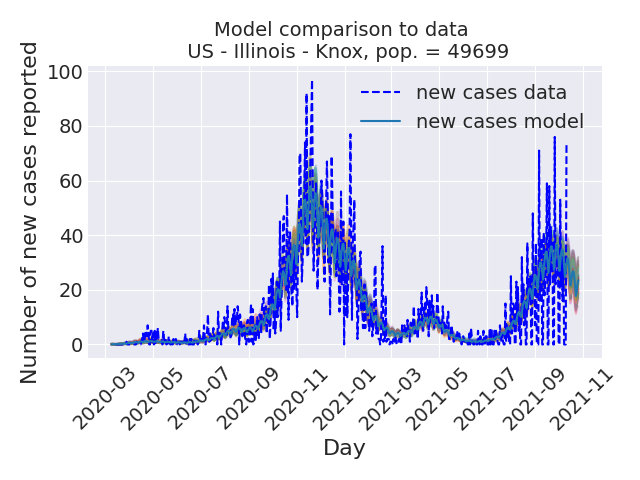 Model comparison to data
US - Illinois - Knox, pop. = 49699
Number of new cases reported
100
80
60
40
20
0
new cases data
new cases model
2020-03
2020-05
2020-07
2020-09
2020-11
2021-01
2021-03
2021-05
2021-07
2021-09
2021-11
Day